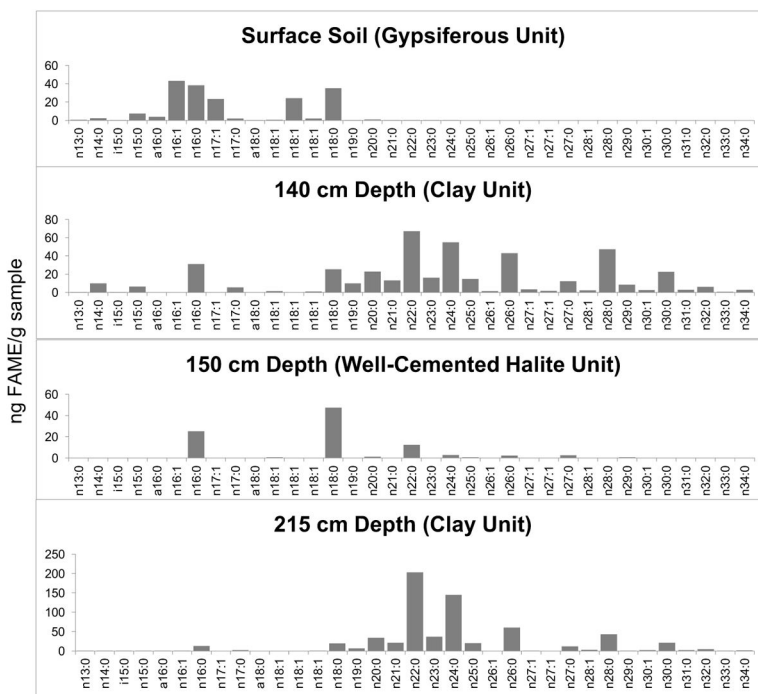 ng FAME/g sample
Surface Soil (Gypsiferous Unit)
60
40
20
0
n13:0 n14:0 i15:0 n15:0 a16:0 n16:1 n16:0 n17:1 n17:0 a18:0 n18:1 n18:1 n18:1 n18:0 n19:0 n20:0 n21:0 n22:0 n23:0 n24:0 n25:0 n26:1 n26:0 n27:1 n27:1 n27:0 n28:1 n28:0 n29:0 n30:1 n30:0 n31:0 n32:0 n33:0 n34:0
140 cm Depth (Clay Unit)
80
60
40
20
0
n13:0 n14:0 i15:0 n15:0 a16:0 n16:1 n16:0 n17:1 n17:0 a18:0 n18:1 n18:1 n18:1 n18:0 n19:0 n20:0 n21:0 n22:0 n23:0 n24:0 n25:0 n26:1 n26:0 n27:1 n27:1 n27:0 n28:1 n28:0 n29:0 n30:1 n30:0 n31:0 n32:0 n33:0 n34:0
150 cm Depth (Well-Cemented Halite Unit)
60
40
20
0
n13:0 n14:0 i15:0 n15:0 a16:0 n16:1 n16:0 n17:1 n17:0 a18:0 n18:1 n18:1 n18:1 n18:0 n19:0 n20:0 n21:0 n22:0 n23:0 n24:0 n25:0 n26:1 n26:0 n27:1 n27:1 n27:0 n28:1 n28:0 n29:0 n30:1 n30:0 n31:0 n32:0 n33:0 n34:0
215 cm Depth (Clay Unit)
250
200
150
100
50
0
n13:0 n14:0 i15:0 n15:0 a16:0 n16:1 n16:0 n17:1 n17:0 a18:0 n18:1 n18:1 n18:1 n18:0 n19:0 n20:0 n21:0 n22:0 n23:0 n24:0 n25:0 n26:1 n26:0 n27:1 n27:1 n27:0 n28:1 n28:0 n29:0 n30:1 n30:0 n31:0 n32:0 n33:0 n34:0